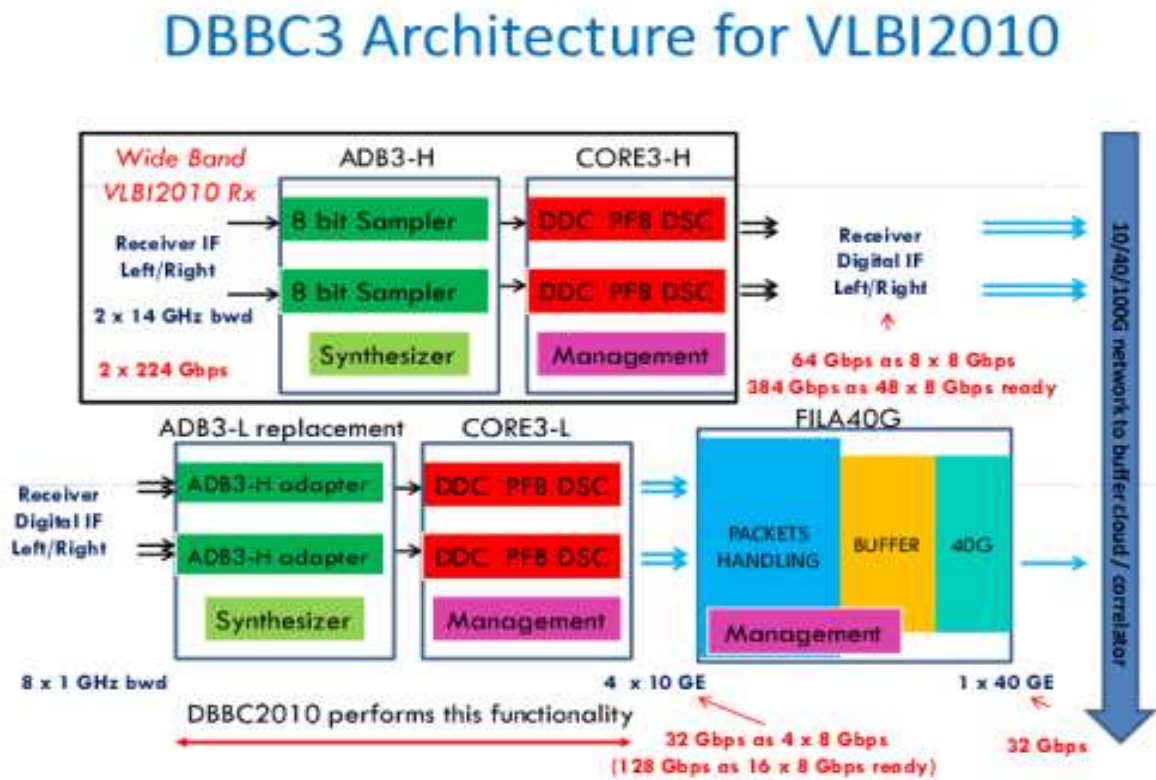 DBBC3 Architecture for VLBI2010
Wide Band
VLBI2010 Rx
ADB3-H
CORE3-H
8 bit Sampler
DDC PFB DSC
Receiver IF
Left/Right
Receiver
Digital IF
Left/Right
8 bit Sampler
DDC PFB DSC
2 x 14 GHz bwd
Synthesizer
Management
2 x 224 Gbps
64 Gbps as 8 x 8 Gbps
384 Gbps as 48 x 8 Gbps ready
10/40/100G network to buffer cloud / correlator
ADB3-L replacement
CORE3-L
FILA40G
Receiver
Digital IF
Left/Right
ADB3-H adapter
DDC PFB DSC
ADB3-H adapter
DDC PFB DSC
PACKETS
HANDLING
BUFFER
40G
Synthesizer
Management
Management
8 x 1 GHz bwd
4 x 10 GE
1 x 40 GE
DBBC2010 performs this functionality
32 Gbps as 4 x 8 Gbps
(128 Gbps as 16 x 8 Gbps ready)
32 Gbps